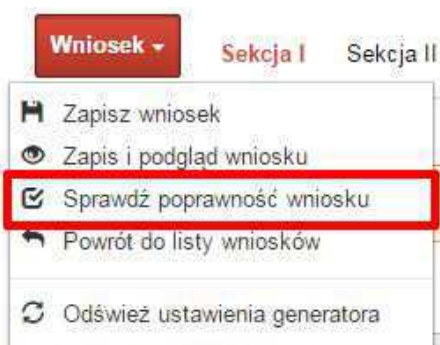 Wniosek Sekcja I Sekcja II
Zapisz wniosek
Zapis i podgląd wniosku
Sprawdź poprawność wniosku
Powrót do listy wniosków
Odśwież ustawienia generatora